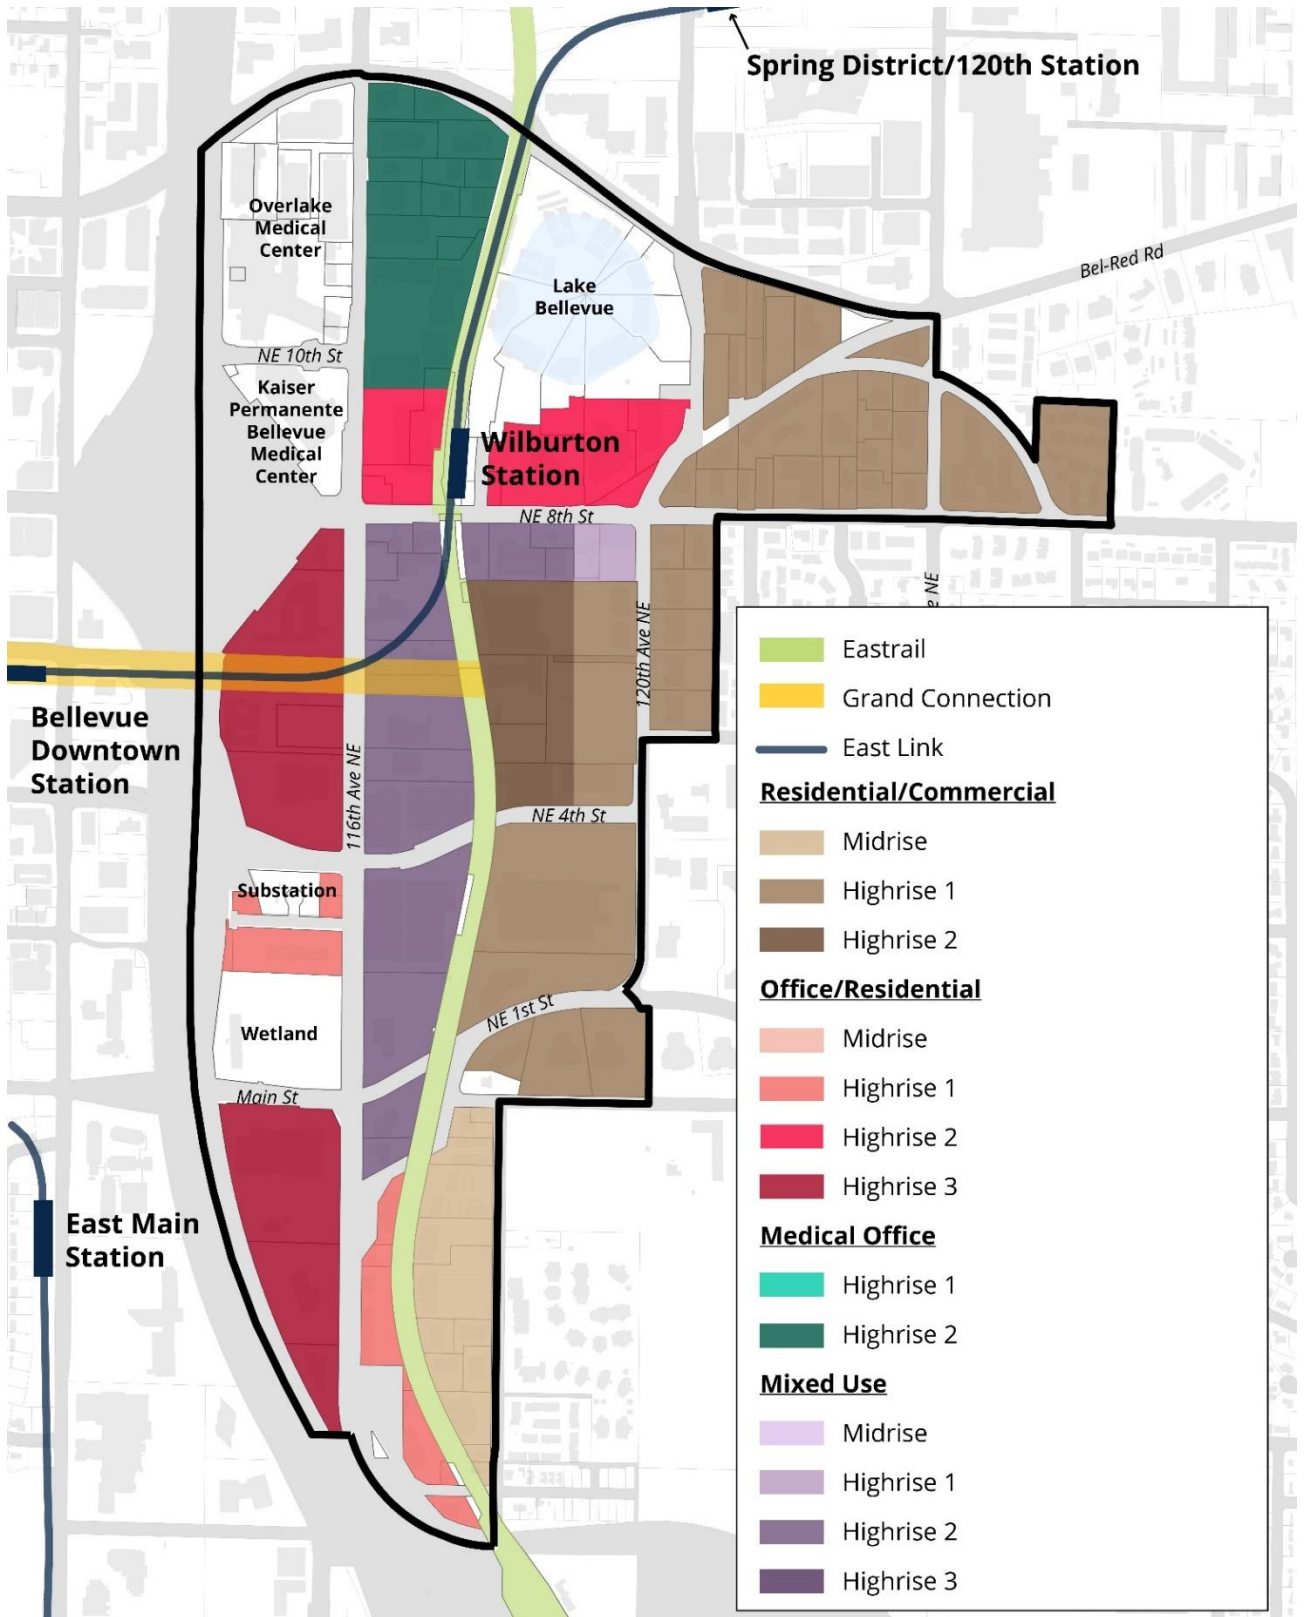 Spring District/120th Station
Overlake
Medical
Center
Bel-Red Rd
Lake
Bellevue
NE 10th St
Kaiser
Permanente
Bellevue
Medical
Center
Wilburton
Station
NE 8th St
e NE
120th Ave NE
Bellevue
Downtown
Station
116th Ave NE
NE 4th St
Substation
NE 1st St
Wetland
Main St
East Main
Station
Eastrail
Grand Connection
East Link
Residential/Commercial
Midrise
Highrise 1
Highrise 2
Office/Residential
Midrise
Highrise 1
Highrise 2
Highrise 3
Medical Office
Highrise 1
Highrise 2
Mixed Use
Midrise
Highrise 1
Highrise 2
Highrise 3